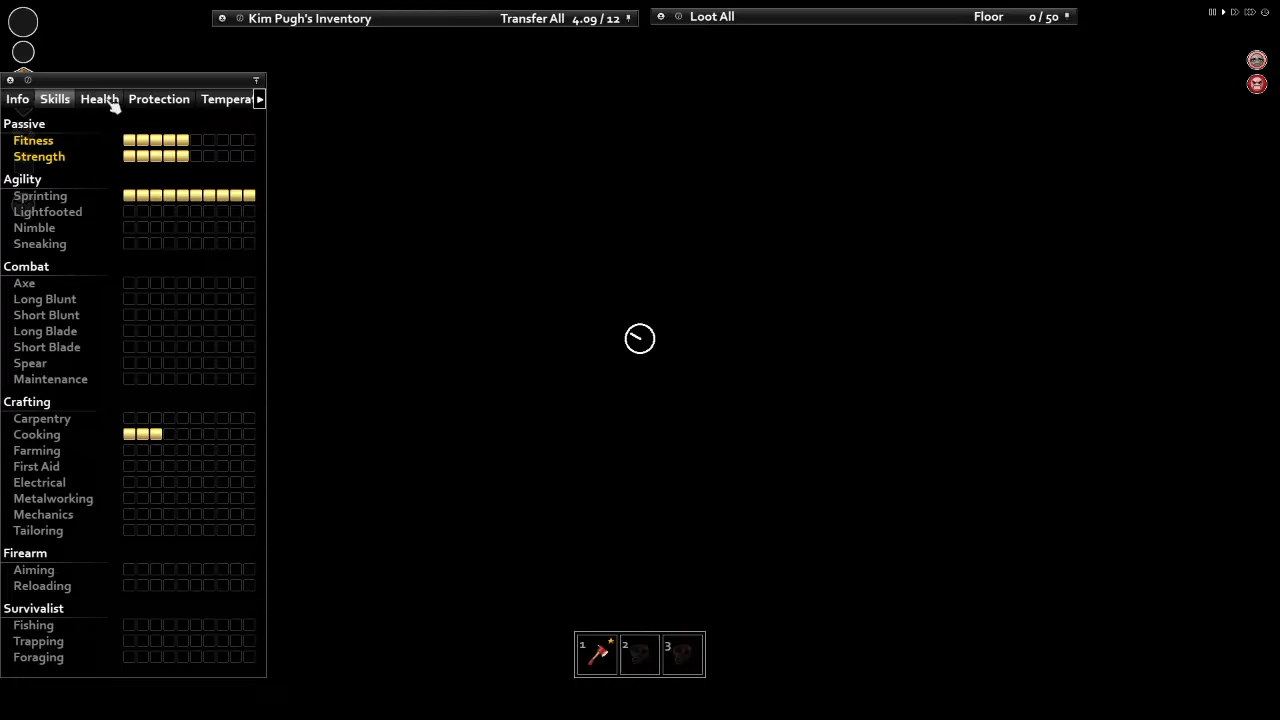 Kim Pugh's Inventory Transfer All 4.09 / 12
Loot All Floor 0 / 50
Info Skills Health Protection Tempera
Passive
Fitness
Strength
Agility
Sprinting
Lightfooted
Nimble
Sneaking
Combat
Axe
Long Blunt
Short Blunt
Long Blade
Short Blade
Spear
Maintenance
Crafting
Carpentry
Cooking
Farming
First Aid
Electrical
Metalworking
Mechanics
Tailoring
Firearm
Aiming
Reloading
Survivalist
Fishing
Trapping
Foraging
1 2 3